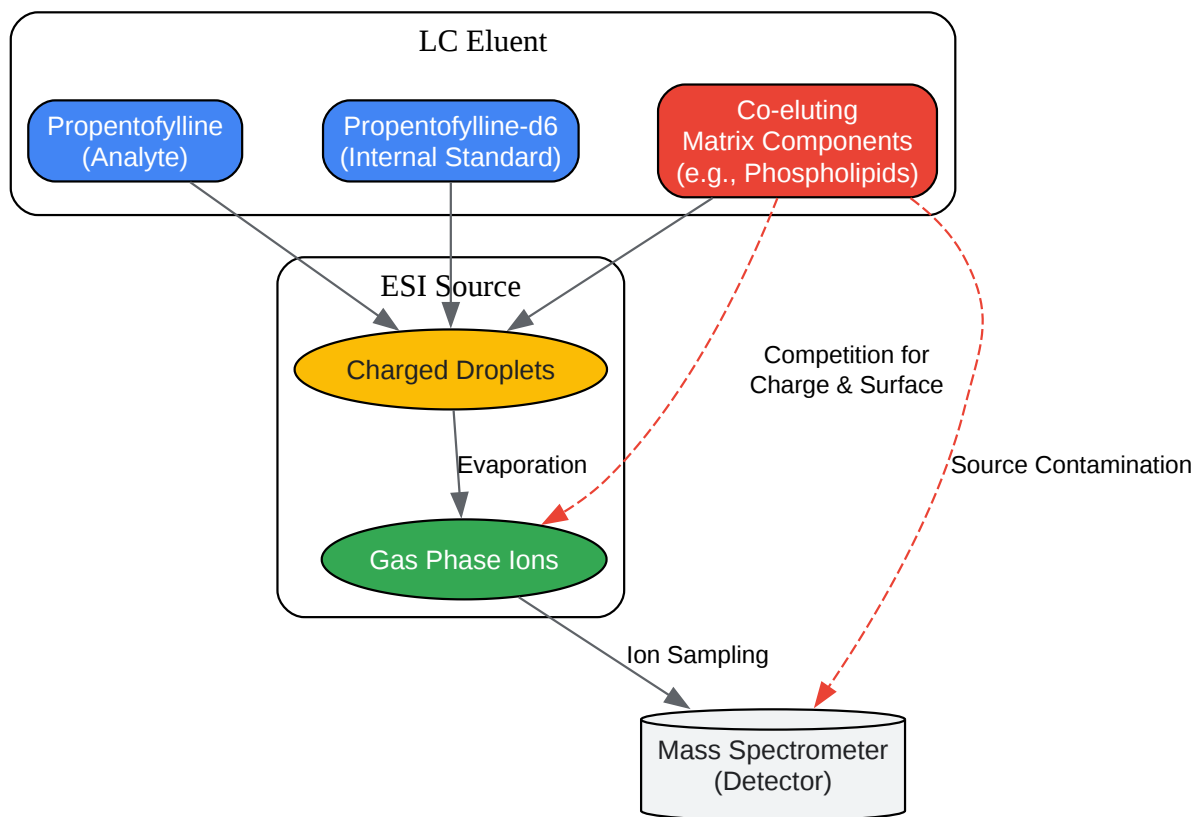 LC Eluent
Propentofylline
(Analyte)
Propentofylline-d6
(Internal Standard)
Co-eluting
Matrix Components
(e.g., Phospholipids)
ESI Source
Charged Droplets
Competition for
Charge & Surface
Evaporation
Source Contamination
Gas Phase Ions
Ion Sampling
Mass Spectrometer
(Detector)